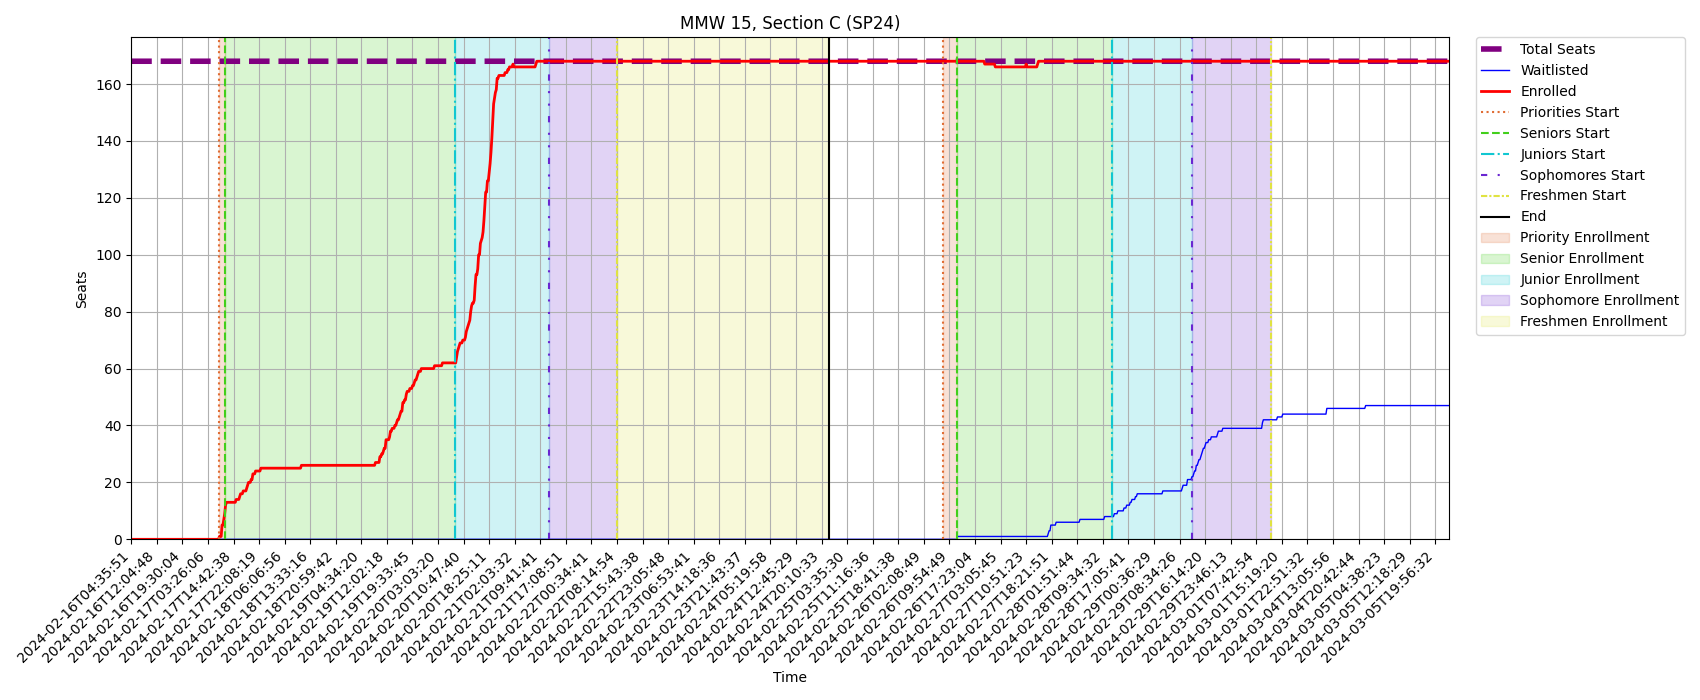 MMW 15, Section C (SP24)
Seats
160
140
120
100
80
60
40
20
0
2024-02-16T04:35:51
2024-02-16T12:04:48
2024-02-16T19:30:04
2024-02-17T03:26:06
2024-02-17T14:42:38
2024-02-17T22:08:19
2024-02-18T06:06:56
2024-02-18T13:33:16
2024-02-18T20:59:42
2024-02-19T04:34:20
2024-02-19T12:02:18
2024-02-19T19:33:45
2024-02-20T03:03:20
2024-02-20T10:47:40
2024-02-20T18:25:11
2024-02-21T02:03:32
2024-02-21T09:41:41
2024-02-21T17:08:51
2024-02-22T00:34:41
2024-02-22T08:14:54
2024-02-22T15:43:38
2024-02-22T23:05:48
2024-02-23T06:53:41
2024-02-23T14:18:36
2024-02-23T21:43:37
2024-02-24T05:19:58
2024-02-24T12:45:29
2024-02-24T20:10:33
2024-02-25T03:35:30
2024-02-25T11:16:36
2024-02-25T18:41:38
2024-02-26T02:08:49
2024-02-26T09:54:49
2024-02-26T17:23:04
2024-02-27T03:05:45
2024-02-27T10:51:23
2024-02-27T18:21:51
2024-02-28T01:51:44
2024-02-28T09:34:32
2024-02-28T17:05:41
2024-02-29T00:36:29
2024-02-29T08:34:26
2024-02-29T16:14:20
2024-02-29T23:46:13
2024-03-01T07:42:54
2024-03-01T15:19:20
2024-03-01T22:51:32
2024-03-04T13:05:56
2024-03-04T20:42:44
2024-03-05T04:38:23
2024-03-05T12:18:29
2024-03-05T19:56:32
Time
Total Seats
Waitlisted
Enrolled
Priorities Start
Seniors Start
Juniors Start
Sophomores Start
Freshmen Start
End
Priority Enrollment
Senior Enrollment
Junior Enrollment
Sophomore Enrollment
Freshmen Enrollment